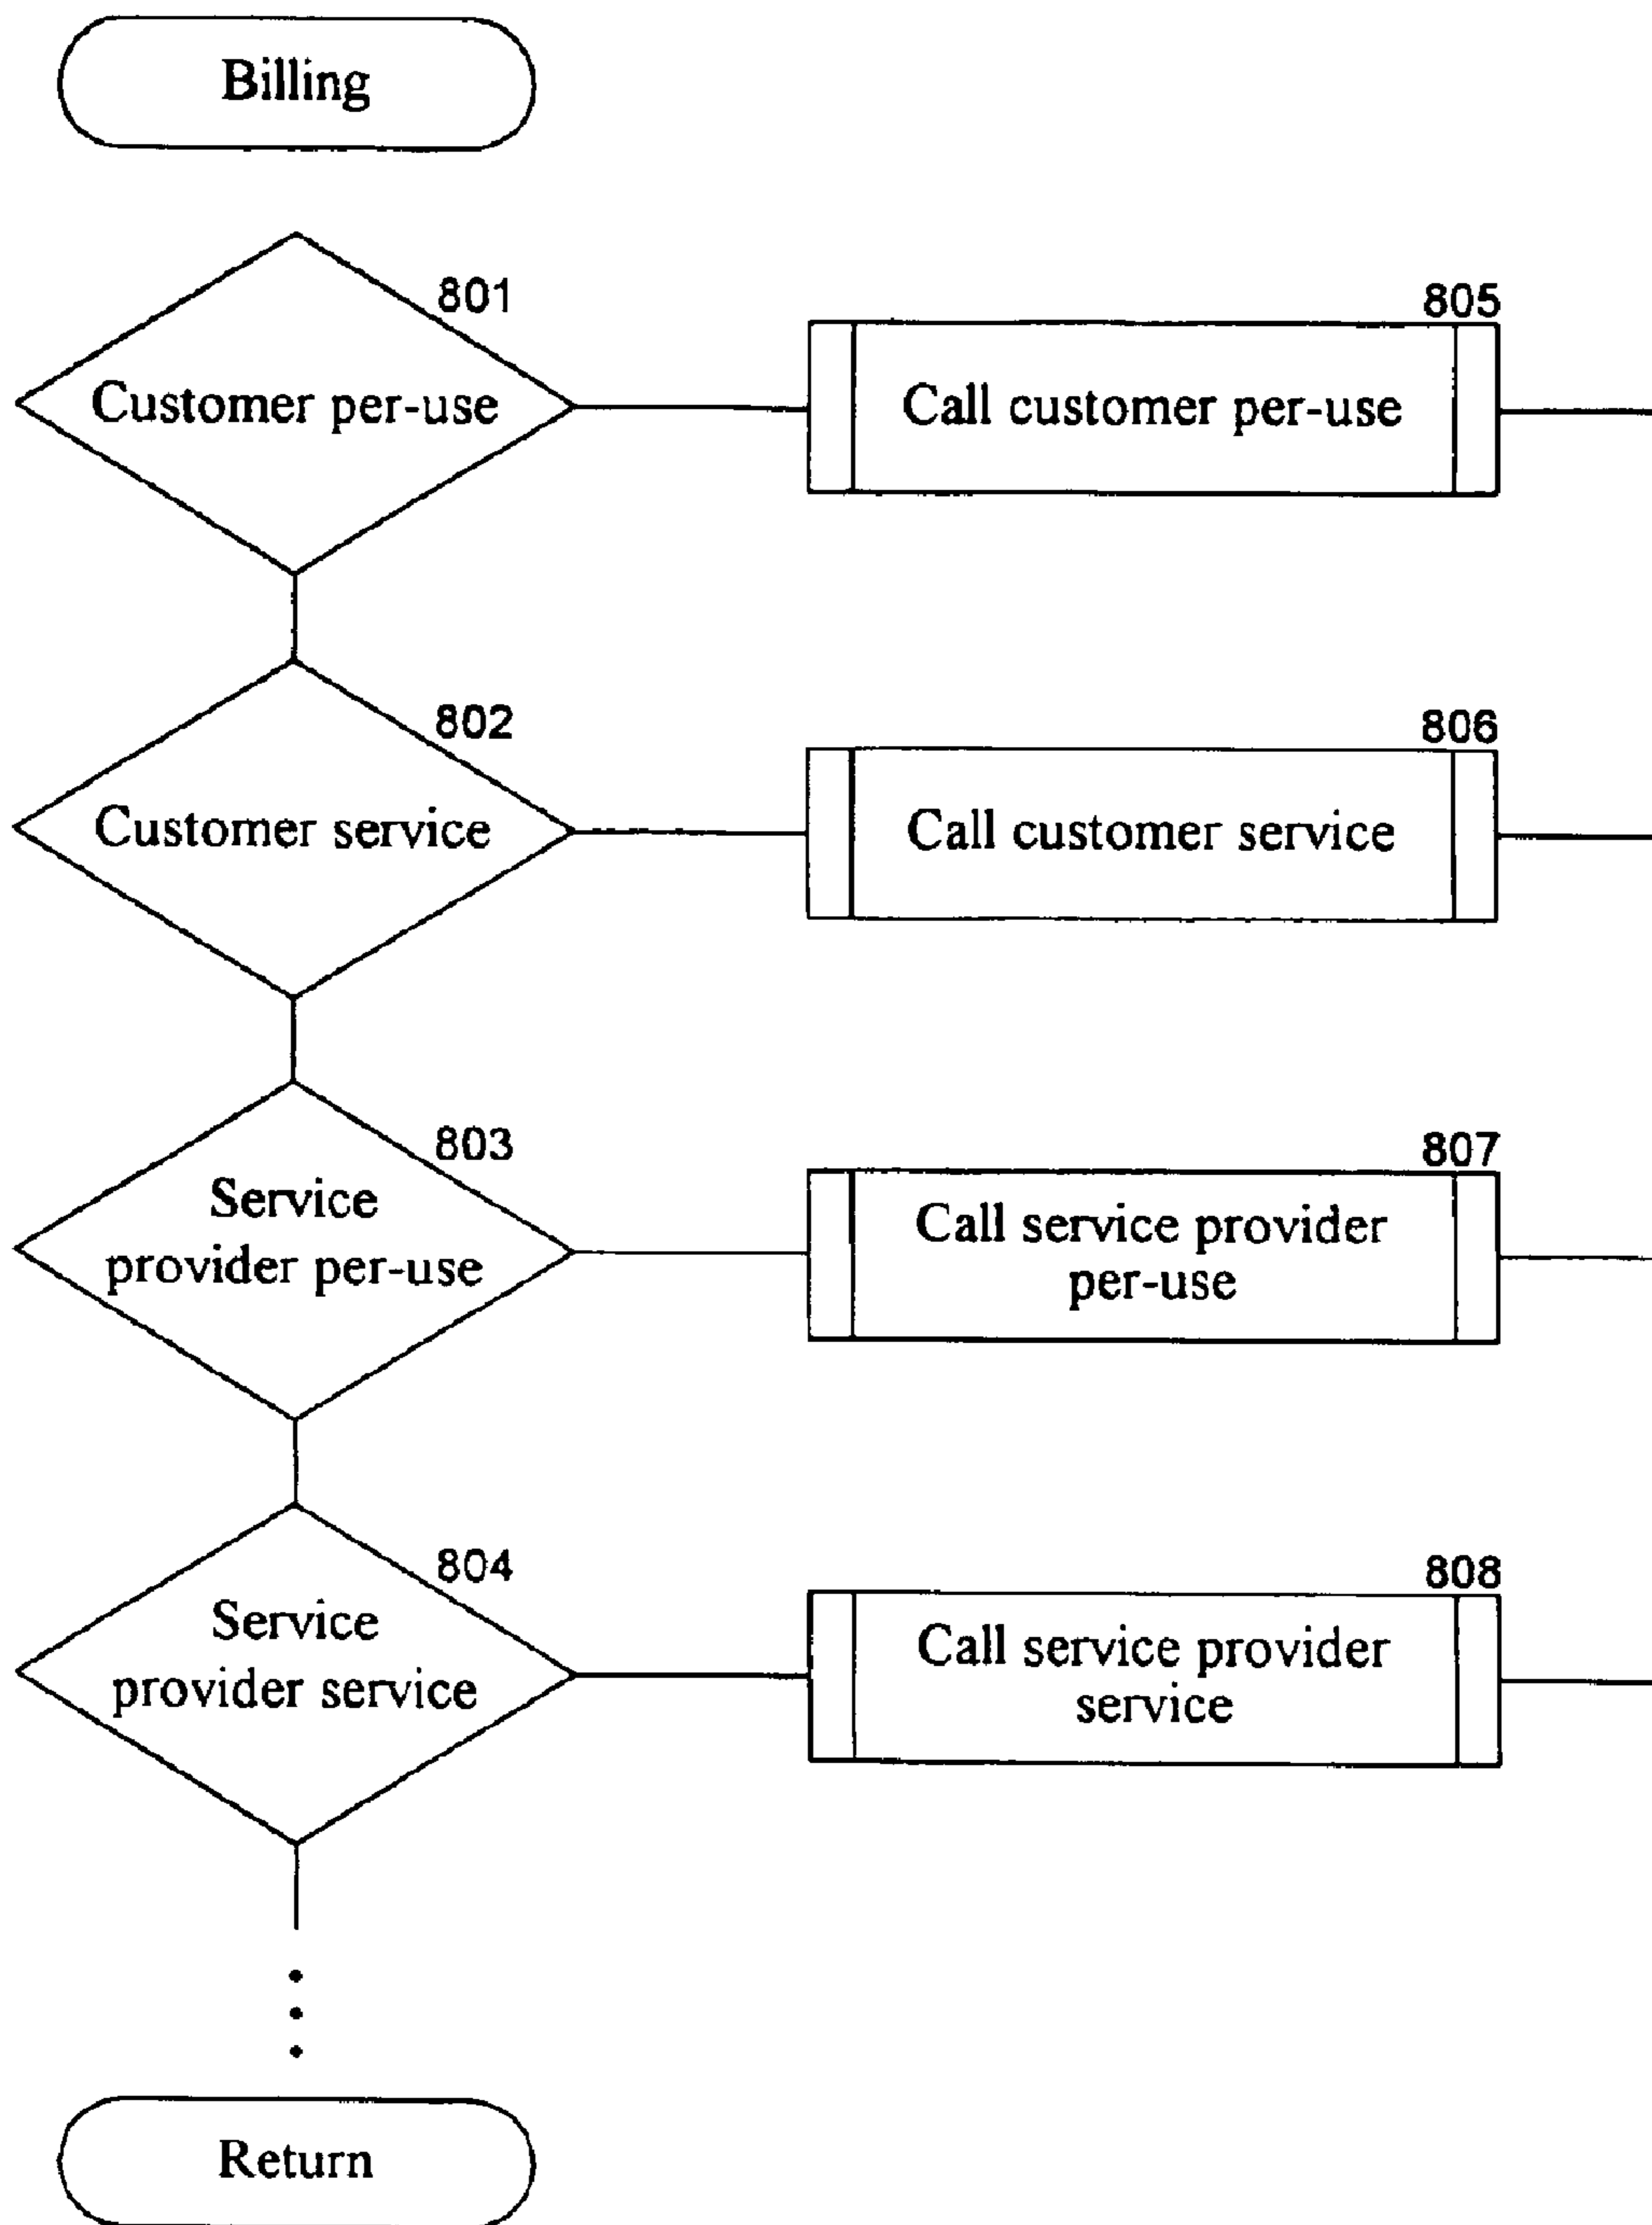 Billing
801
Customer per-use
805
Call customer per-use
802
Customer service
806
Call customer service
803
Service
provider per-use
807
Call service provider
per-use
804
Service
provider service
808
Call service provider
service
Return